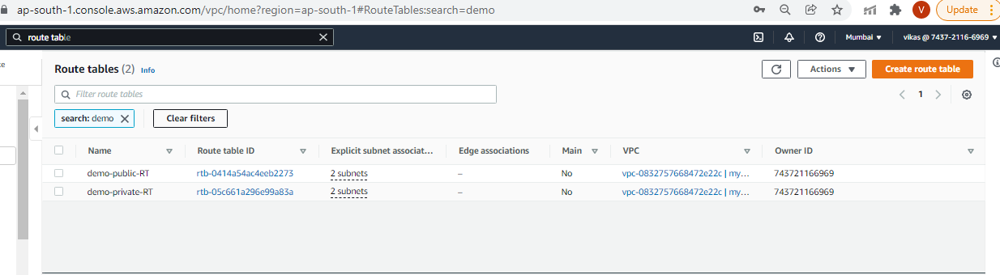 ap-south-1.console.aws.amazon.com/vpc/home?region=ap-south-1#RouteTables:search=demo
V
Update
route table
Mumbai
vikas @ 7437-2116-6969
Route tables (2) Info
Actions
Create route table
Filter route tables
1
search: demo
Clear filters
Name Route table ID Explicit subnet associat... Edge associations Main VPC Owner ID
demo-public-RT rtb-0414a54ac4eeb2273 2 subnets – No vpc-0832757668472e22c | my... 743721166969
demo-private-RT rtb-05c661a296e99a83a 2 subnets – No vpc-0832757668472e22c | my... 743721166969